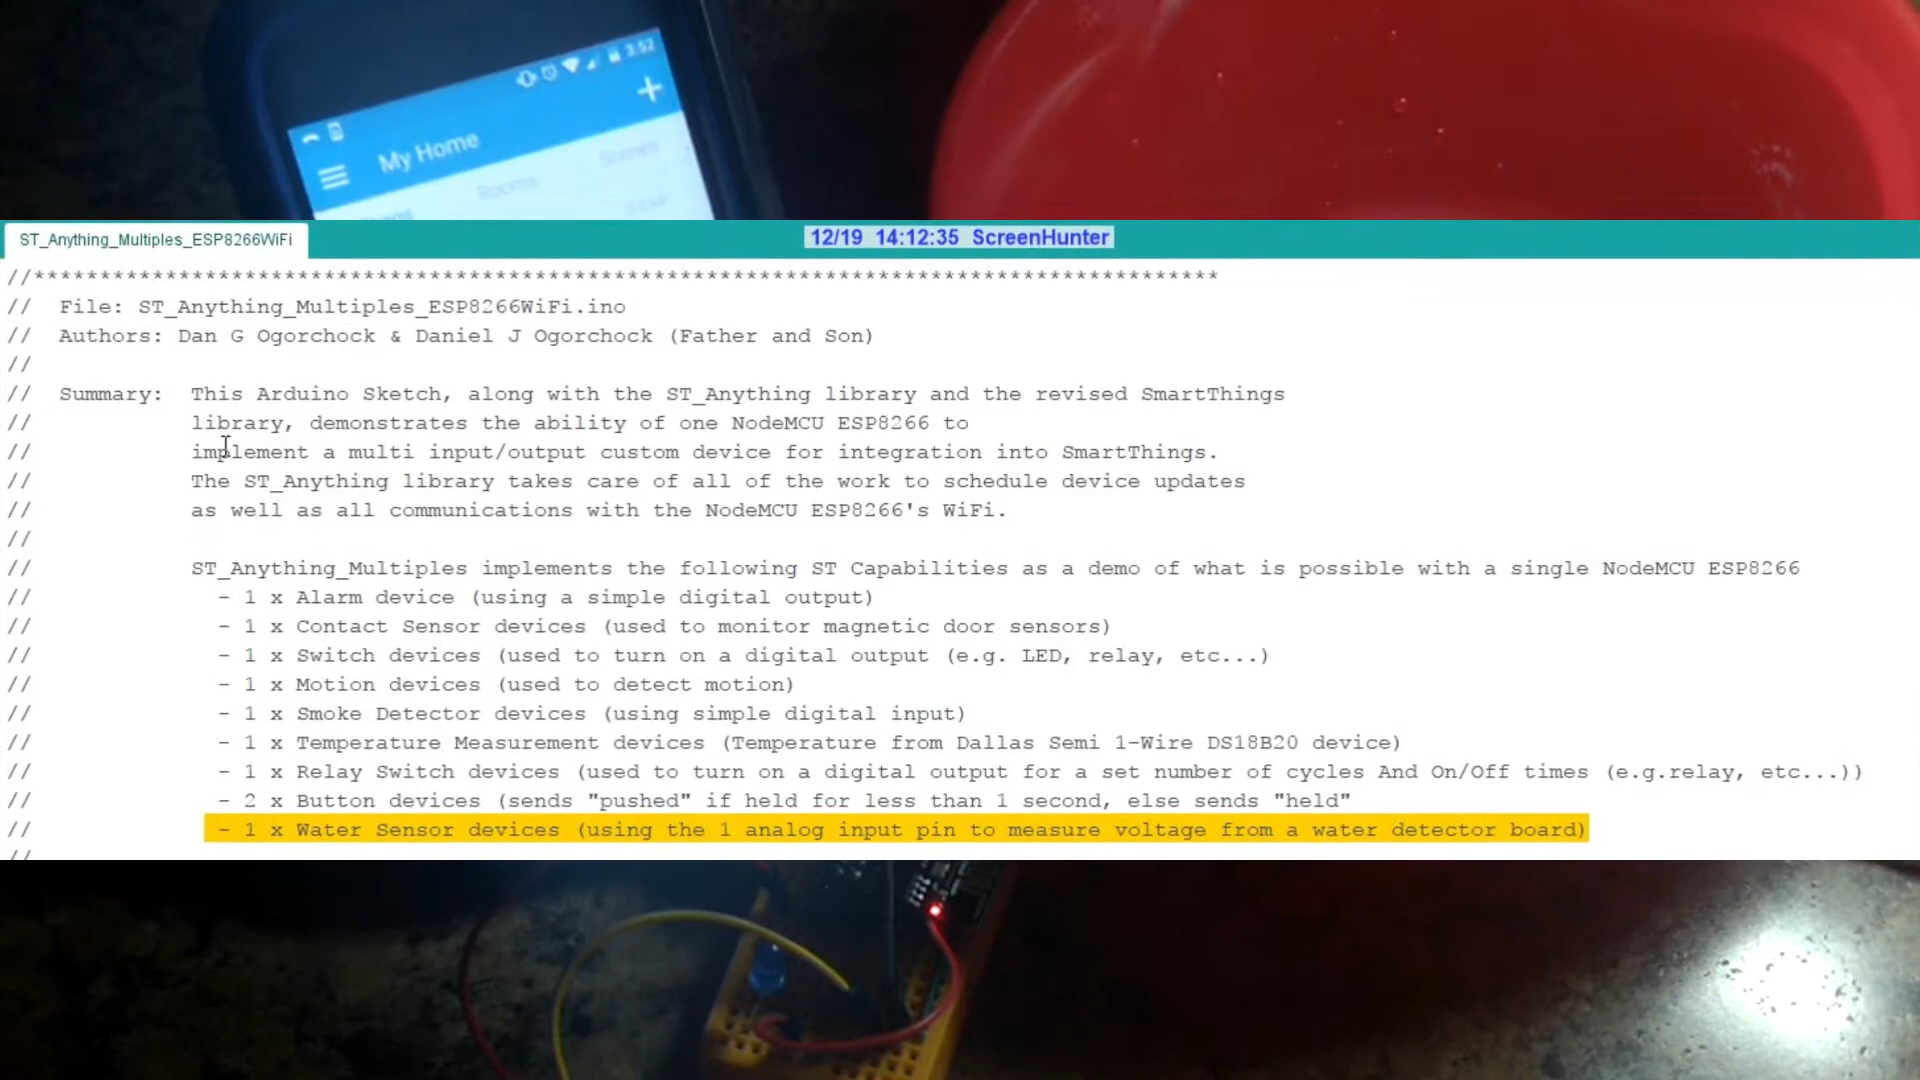 3:52
My Home
Rooms
Scenes
ST_Anything_Multiples_ESP8266WiFi
12/19 14:12:35 ScreenHunter
//******************************************************************************************
// File: ST_Anything_Multiples_ESP8266WiFi.ino
// Authors: Dan G Ogorchock & Daniel J Ogorchock (Father and Son)
//
// Summary: This Arduino Sketch, along with the ST_Anything library and the revised SmartThings
// library, demonstrates the ability of one NodeMCU ESP8266 to
// implement a multi input/output custom device for integration into SmartThings.
// The ST_Anything library takes care of all of the work to schedule device updates
// as well as all communications with the NodeMCU ESP8266's WiFi.
//
// ST_Anything_Multiples implements the following ST Capabilities as a demo of what is possible with a single NodeMCU ESP8266
// - 1 x Alarm device (using a simple digital output)
// - 1 x Contact Sensor devices (used to monitor magnetic door sensors)
// - 1 x Switch devices (used to turn on a digital output (e.g. LED, relay, etc...)
// - 1 x Motion devices (used to detect motion)
// - 1 x Smoke Detector devices (using simple digital input)
// - 1 x Temperature Measurement devices (Temperature from Dallas Semi 1-Wire DS18B20 device)
// - 1 x Relay Switch devices (used to turn on a digital output for a set number of cycles And On/Off times (e.g.relay, etc...))
// - 2 x Button devices (sends "pushed" if held for less than 1 second, else sends "held"
// - 1 x Water Sensor devices (using the 1 analog input pin to measure voltage from a water detector board)
//